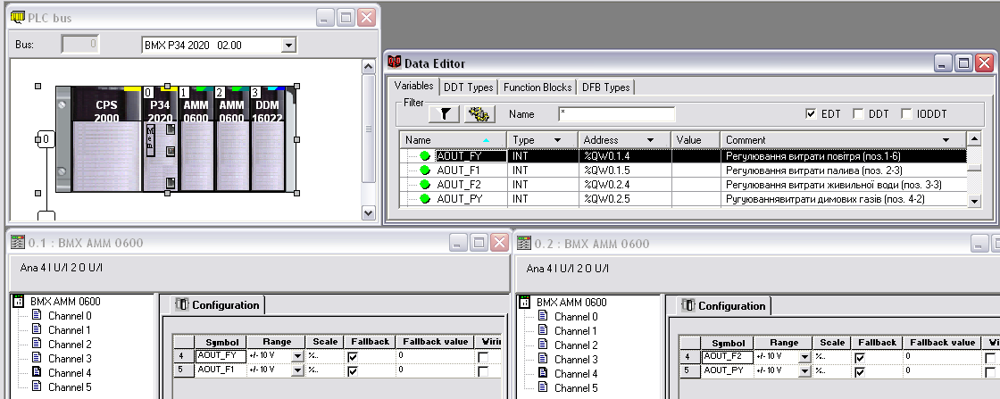 PLC bus
Bus: 0 BMX P34 2020 02.00
0 1 2 3
CPS P34 AMM AMM DDM
2000 2020 0600 0600 16022
Mem
0
Data Editor
Variables DDT Types Function Blocks DFB Types
Filter
Name * EDT DDT IODDT
Name Type Address Value Comment
AOUT_FY INT %QW0.1.4 Регулювання витрати повітря (поз.1-6)
AOUT_F1 INT %QW0.1.5 Регулювання витрати палива (поз. 2-3)
AOUT_F2 INT %QW0.2.4 Регулювання витрати живильної води (поз. 3-3)
AOUT_PY INT %QW0.2.5 Ругуюваннявитрати димових газів (поз. 4-2)
0.1 : BMX AMM 0600
Ana 4 I U/I 2 O U/I
BMX AMM 0600
Channel 0
Channel 1
Channel 2
Channel 3
Channel 4
Channel 5
Configuration
Symbol Range Scale Fallback Fallback value Wirin
4 AOUT_FY +/- 10 V %.. 0
5 AOUT_F1 +/- 10 V %.. 0
0.2 : BMX AMM 0600
Ana 4 I U/I 2 O U/I
BMX AMM 0600
Channel 0
Channel 1
Channel 2
Channel 3
Channel 4
Channel 5
Configuration
Symbol Range Scale Fallback Fallback value Wi
4 AOUT_F2 +/- 10 V %.. 0
5 AOUT_PY +/- 10 V %.. 0